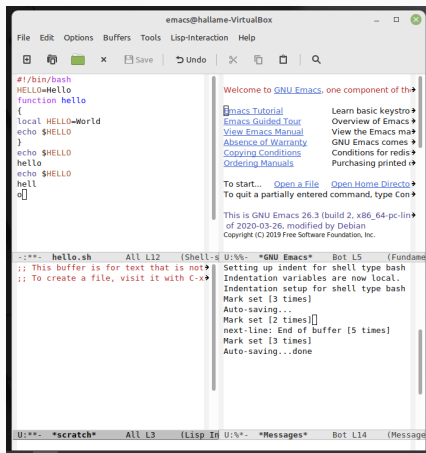 emacs@hallame-VirtualBox
File Edit Options Buffers Tools Lisp-Interaction Help
Save Undo
#!/bin/bash
HELLO=Hello
function hello
{
local HELLO=World
echo $HELLO
}
echo $HELLO
hello
echo $HELLO
hell
o
-:**- hello.sh All L12 (Shell-s
Welcome to GNU Emacs, one component of th
Emacs Tutorial Learn basic keystro
Emacs Guided Tour Overview of Emacs
View Emacs Manual View the Emacs ma
Absence of Warranty GNU Emacs comes
Copying Conditions Conditions for redis
Ordering Manuals Purchasing printed
To start... Open a File Open Home Directo
To quit a partially entered command, type Con
This is GNU Emacs 26.3 (build 2, x86_64-pc-lin
of 2020-03-26, modified by Debian
Copyright (C) 2019 Free Software Foundation, Inc.
U:%%- *GNU Emacs* Bot L5 (Fundame
;; This buffer is for text that is not
;; To create a file, visit it with C-x
U:**- *scratch* All L3 (Lisp In
Setting up indent for shell type bash
Indentation variables are now local.
Indentation setup for shell type bash
Mark set [3 times]
Auto-saving...
Mark set [2 times]
next-line: End of buffer [5 times]
Mark set [3 times]
Auto-saving...done
U:%*- *Messages* Bot L14 (Message